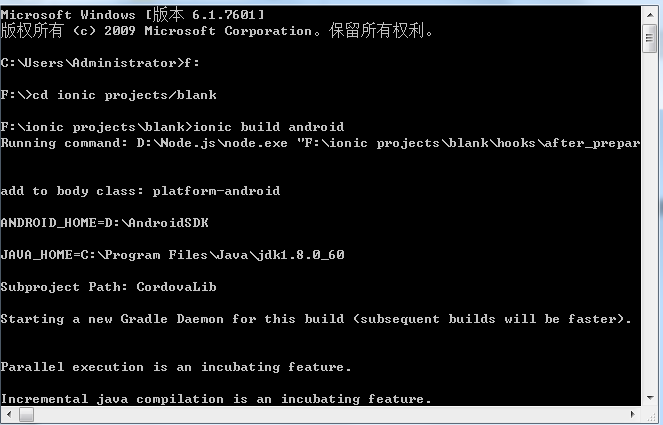 Microsoft Windows [版本 6.1.7601]
版权所有 (c) 2009 Microsoft Corporation。保留所有权利。
C:\Users\Administrator>f:
F:\>cd ionic projects/blank
F:\ionic projects\blank>ionic build android
Running command: D:\Node.js\node.exe "F:\ionic projects\blank\hooks\after_prepar
add to body class: platform-android
ANDROID_HOME=D:\AndroidSDK
JAVA_HOME=C:\Program Files\Java\jdk1.8.0_60
Subproject Path: CordovaLib
Starting a new Gradle Daemon for this build (subsequent builds will be faster).
Parallel execution is an incubating feature.
Incremental java compilation is an incubating feature.